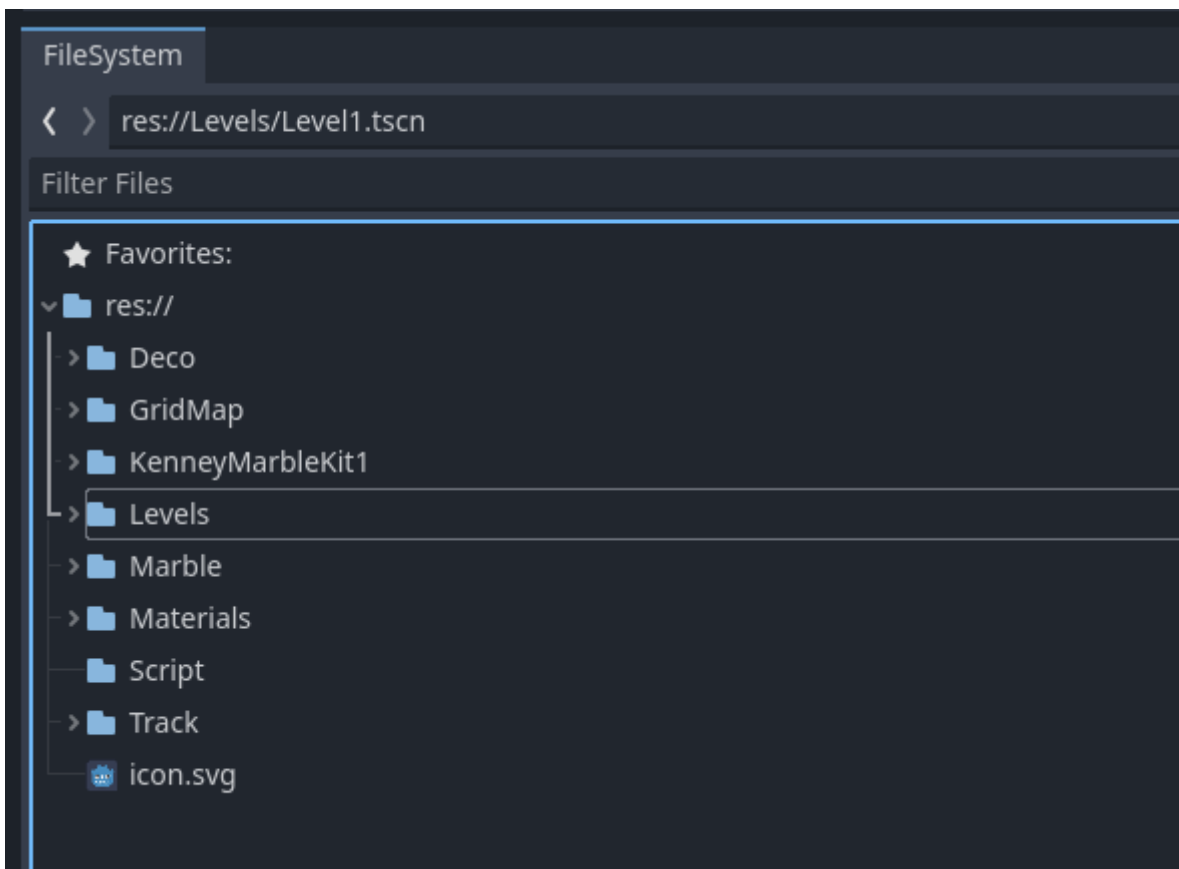 FileSystem
res://Levels/Level1.tscn
Filter Files
Favorites:
res://
Deco
GridMap
KenneyMarbleKit1
Levels
Marble
Materials
Script
Track
icon.svg